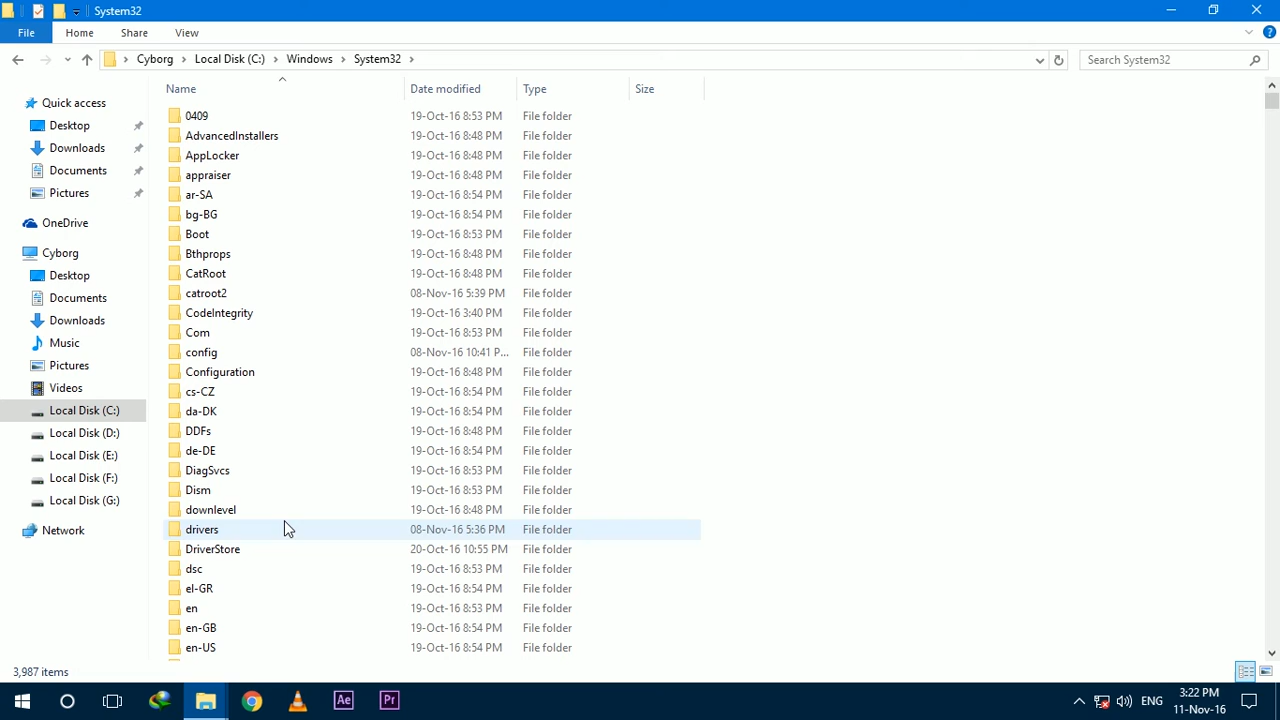 System32
File Home Share View
Cyborg Local Disk (C:) Windows System32
Search System32
Name Date modified Type Size
Quick access
Desktop
Downloads
Documents
Pictures
OneDrive
Cyborg
Desktop
Documents
Downloads
Music
Pictures
Videos
Local Disk (C:)
Local Disk (D:)
Local Disk (E:)
Local Disk (F:)
Local Disk (G:)
Network
0409 19-Oct-16 8:53 PM File folder
AdvancedInstallers 19-Oct-16 8:48 PM File folder
AppLocker 19-Oct-16 8:48 PM File folder
appraiser 19-Oct-16 8:48 PM File folder
ar-SA 19-Oct-16 8:54 PM File folder
bg-BG 19-Oct-16 8:54 PM File folder
Boot 19-Oct-16 8:53 PM File folder
Bthprops 19-Oct-16 8:48 PM File folder
CatRoot 19-Oct-16 8:48 PM File folder
catroot2 08-Nov-16 5:39 PM File folder
CodeIntegrity 19-Oct-16 3:40 PM File folder
Com 19-Oct-16 8:53 PM File folder
config 08-Nov-16 10:41 P... File folder
Configuration 19-Oct-16 8:48 PM File folder
cs-CZ 19-Oct-16 8:54 PM File folder
da-DK 19-Oct-16 8:54 PM File folder
DDFs 19-Oct-16 8:48 PM File folder
de-DE 19-Oct-16 8:54 PM File folder
DiagSvcs 19-Oct-16 8:53 PM File folder
Dism 19-Oct-16 8:53 PM File folder
downlevel 19-Oct-16 8:48 PM File folder
drivers 08-Nov-16 5:36 PM File folder
DriverStore 20-Oct-16 10:55 PM File folder
dsc 19-Oct-16 8:53 PM File folder
el-GR 19-Oct-16 8:54 PM File folder
en 19-Oct-16 8:53 PM File folder
en-GB 19-Oct-16 8:54 PM File folder
en-US 19-Oct-16 8:54 PM File folder
3,987 items
Ae Pr ENG 3:22 PM
11-Nov-16